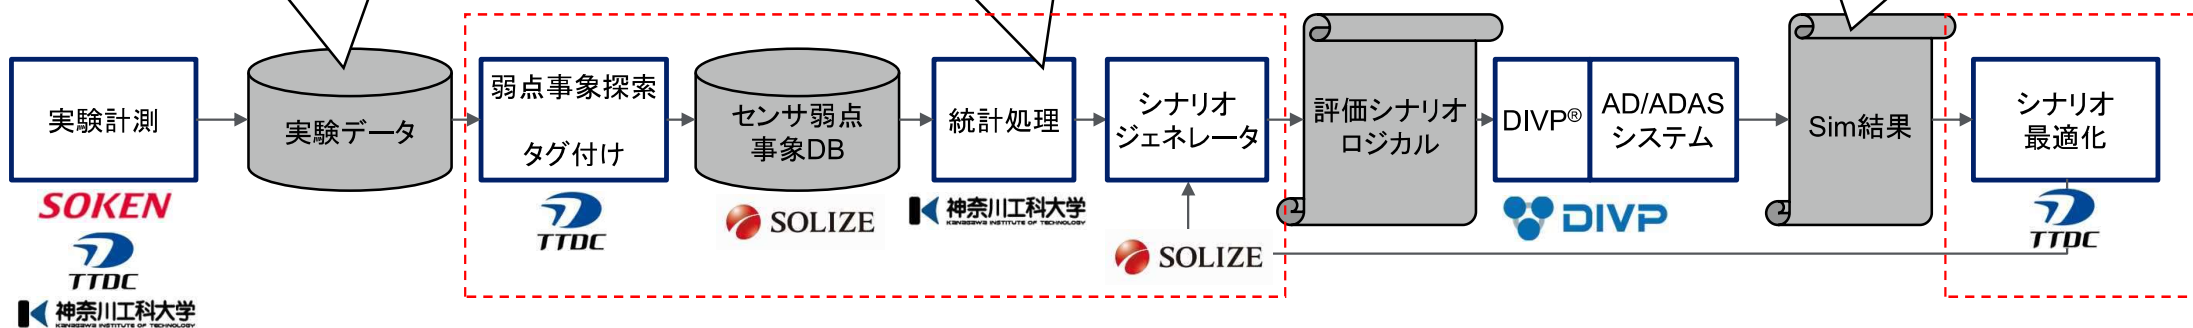 実験計測
実験データ
弱点事象探索
タグ付け
センサ弱点
事象DB
統計処理
シナリオ
ジェネレータ
評価シナリオ
ロジカル
DIVP®
AD/ADAS
システム
Sim結果
シナリオ
最適化
SOKEN
TTDC
神奈川工科大学
KANAGAWA INSTITUTE OF TECHNOLOGY
TTDC
SOLIZE
神奈川工科大学
KANAGAWA INSTITUTE OF TECHNOLOGY
SOLIZE
DIVP
TTDC